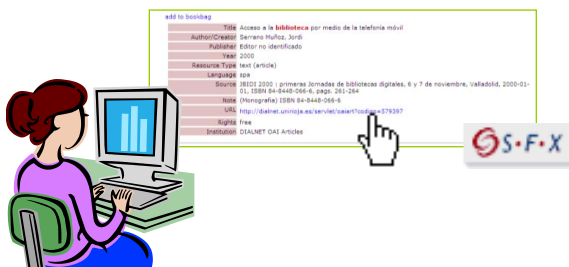 add to bookbag
Title Acceso a la biblioteca por medio de la telefonía móvil
Author/Creator Serrano Muñoz, Jordi
Publisher Editor no identificado
Year 2000
Resource Type text (article)
Language spa
Source JBIDI 2000 : primeras Jornadas de bibliotecas digitales, 6 y 7 de noviembre, Valladolid, 2000-01-
01, ISBN 84-8448-066-6, pags. 261-264
Note (Monografía) ISBN 84-8448-066-6
URL http://dialnet.unirioja.es/servlet/oaiart?codigo=579397
Rights free
Institution DIALNET OAI Articles
S·F·X